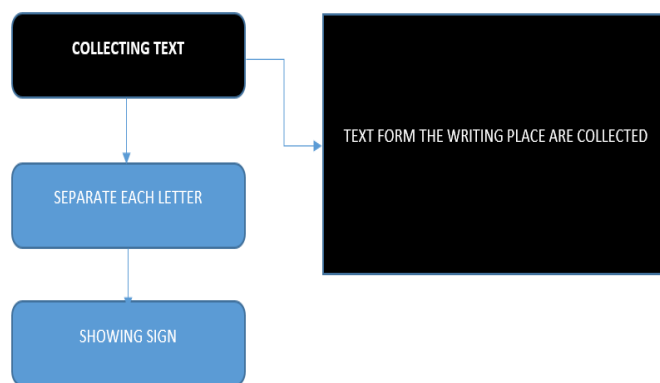 COLLECTING TEXT
TEXT FORM THE WRITING PLACE ARE COLLECTED
SEPARATE EACH LETTER
SHOWING SIGN